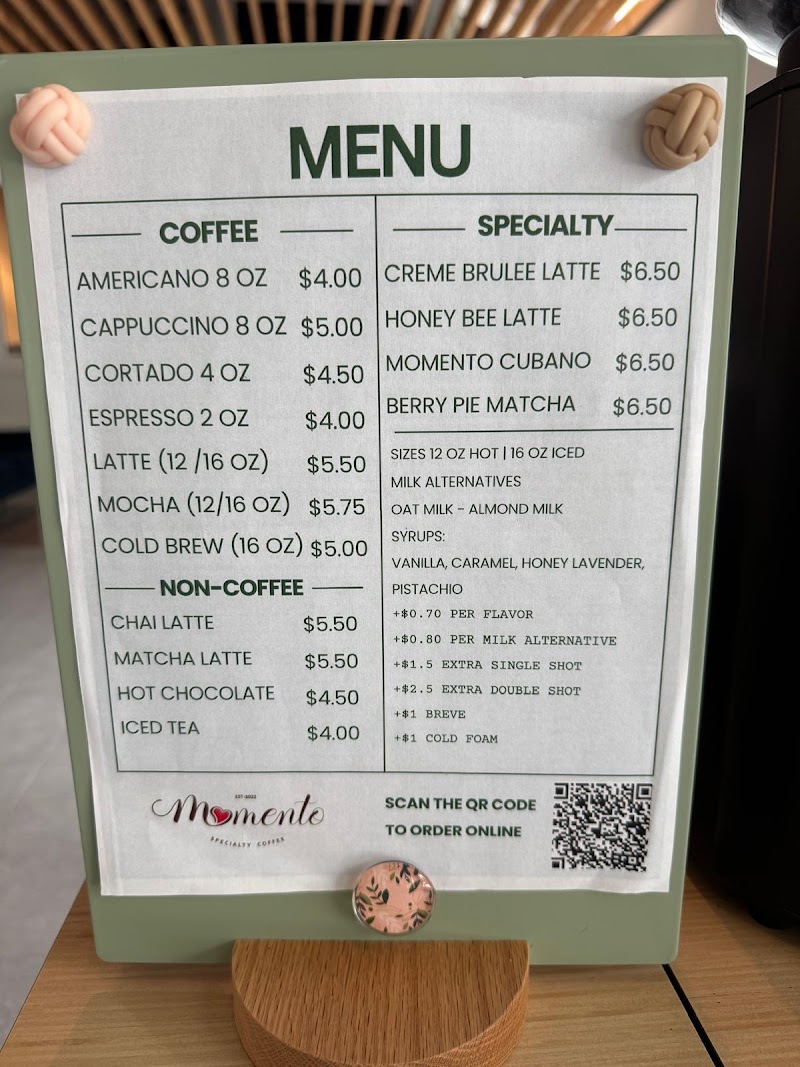 MENU
COFFEE
AMERICANO 8 OZ $4.00
CAPPUCCINO 8 OZ $5.00
CORTADO 4 OZ $4.50
ESPRESSO 2 OZ $4.00
LATTE (12 /16 OZ) $5.50
MOCHA (12/16 OZ) $5.75
COLD BREW (16 OZ) $5.00
NON-COFFEE
CHAI LATTE $5.50
MATCHA LATTE $5.50
HOT CHOCOLATE $4.50
ICED TEA $4.00
SPECIALTY
CREME BRULEE LATTE $6.50
HONEY BEE LATTE $6.50
MOMENTO CUBANO $6.50
BERRY PIE MATCHA $6.50
SIZES 12 OZ HOT | 16 OZ ICED
MILK ALTERNATIVES
OAT MILK - ALMOND MILK
SYRUPS:
VANILLA, CARAMEL, HONEY LAVENDER,
PISTACHIO
+$0.70 PER FLAVOR
+$0.80 PER MILK ALTERNATIVE
+$1.5 EXTRA SINGLE SHOT
+$2.5 EXTRA DOUBLE SHOT
+$1 BREVE
+$1 COLD FOAM
Momento
SPECIALTY COFFEE
SCAN THE QR CODE
TO ORDER ONLINE